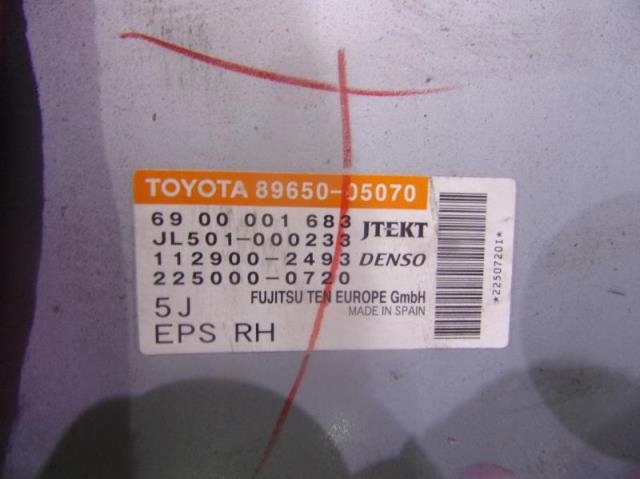 TOYOTA 89650-05070
69 00 001 683 JTEKT
JL501-000233
112900-2493 DENSO
225000-0720
FUJITSU TEN EUROPE GmbH
5J MADE IN SPAIN
EPS RH
*2250720I*